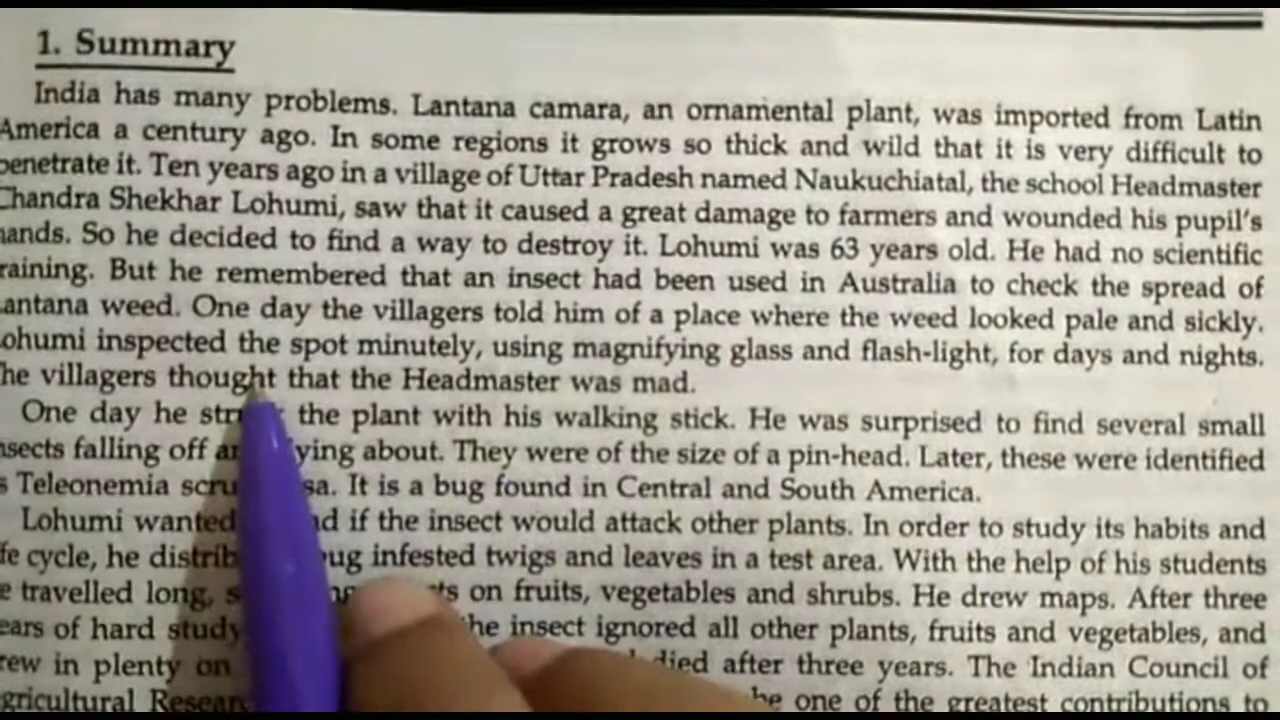 1. Summary
India has many problems. Lantana camara, an ornamental plant, was imported from Latin
America a century ago. In some regions it grows so thick and wild that it is very difficult to
penetrate it. Ten years ago in a village of Uttar Pradesh named Naukuchiatal, the school Headmaster
Chandra Shekhar Lohumi, saw that it caused a great damage to farmers and wounded his pupil's
hands. So he decided to find a way to destroy it. Lohumi was 63 years old. He had no scientific
raining. But he remembered that an insect had been used in Australia to check the spread of
antana weed. One day the villagers told him of a place where the weed looked pale and sickly.
ohumi inspected the spot minutely, using magnifying glass and flash-light, for days and nights.
he villagers thought that the Headmaster was mad.
One day he the plant with his walking stick. He was surprised to find several small
nsects falling off ying about. They were of the size of a pin-head. Later, these were identified
s Teleonemia scru sa. It is a bug found in Central and South America.
Lohumi wanted if the insect would attack other plants. In order to study its habits and
fe cycle, he distrib ug infested twigs and leaves in a test area. With the help of his students
e travelled long, ts on fruits, vegetables and shrubs. He drew maps. After three
ears of hard study he insect ignored all other plants, fruits and vegetables, and
rew in plenty on died after three years. The Indian Council of
gricultural Resear be one of the greatest contributions to